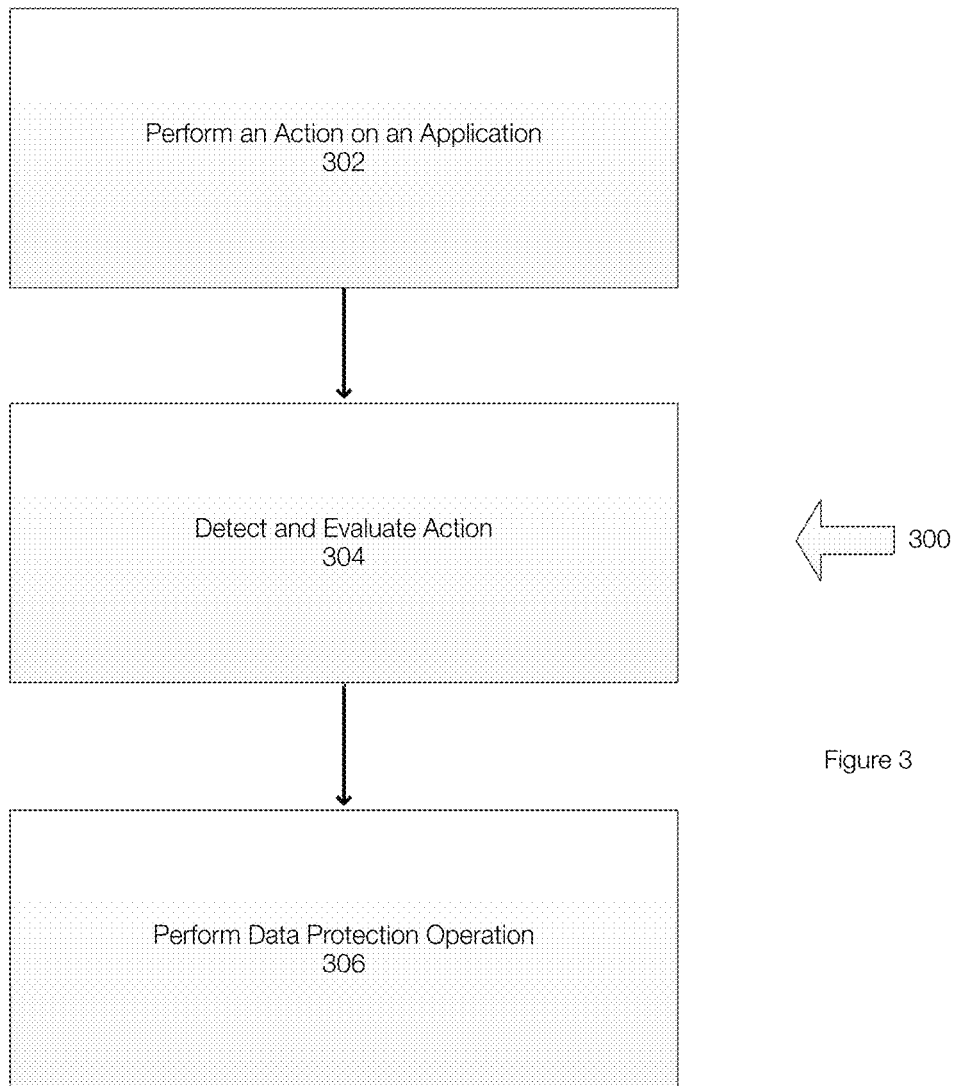 Perform an Action on an Application
302
Detect and Evaluate Action
304
300
Figure 3
Perform Data Protection Operation
306